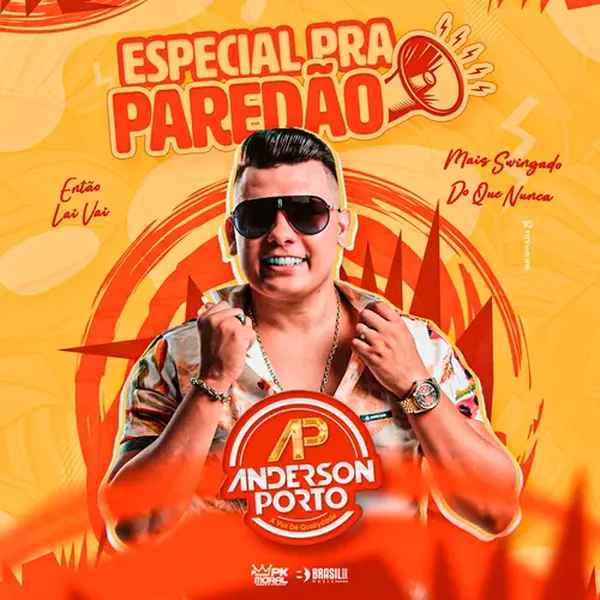 ESPECIAL PRA
PAREDÃO
Então
Lai Vai
Mais Swingado
Do Que Nunca
AP
ANDERSON
PORTO
A Voz De Qualityçade
PK
MORAL
B BRASIL
MUSIC